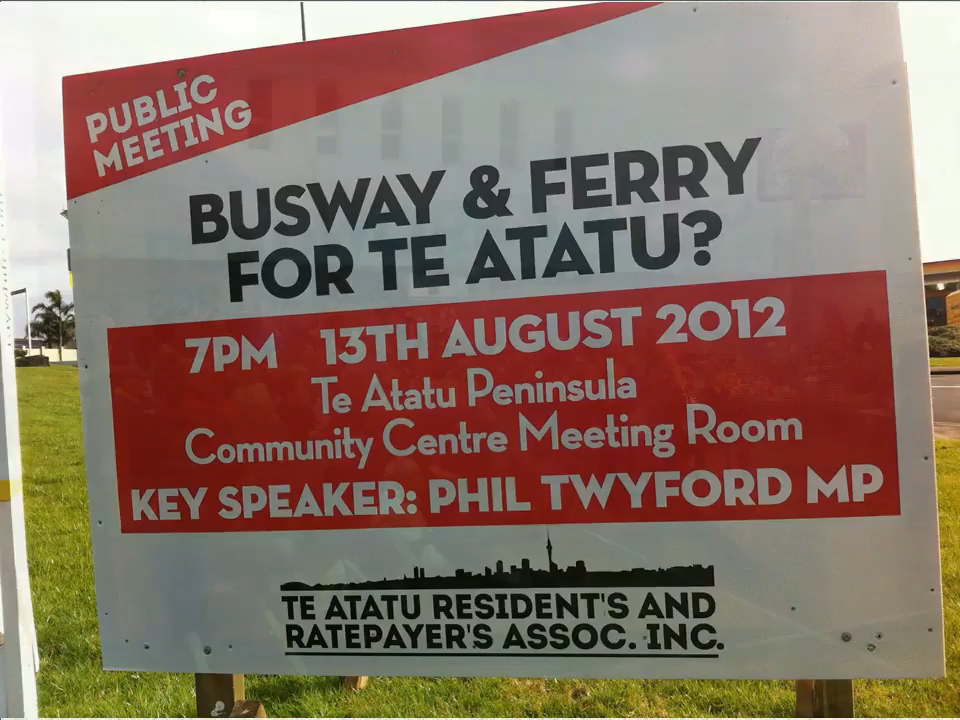 PUBLIC
MEETING
BUSWAY & FERRY
FOR TE ATATU?
7PM 13TH AUGUST 2012
Te Atatu Peninsula
Community Centre Meeting Room
KEY SPEAKER: PHIL TWYFORD MP
TE ATATU RESIDENT'S AND
RATEPAYER'S ASSOC. INC.